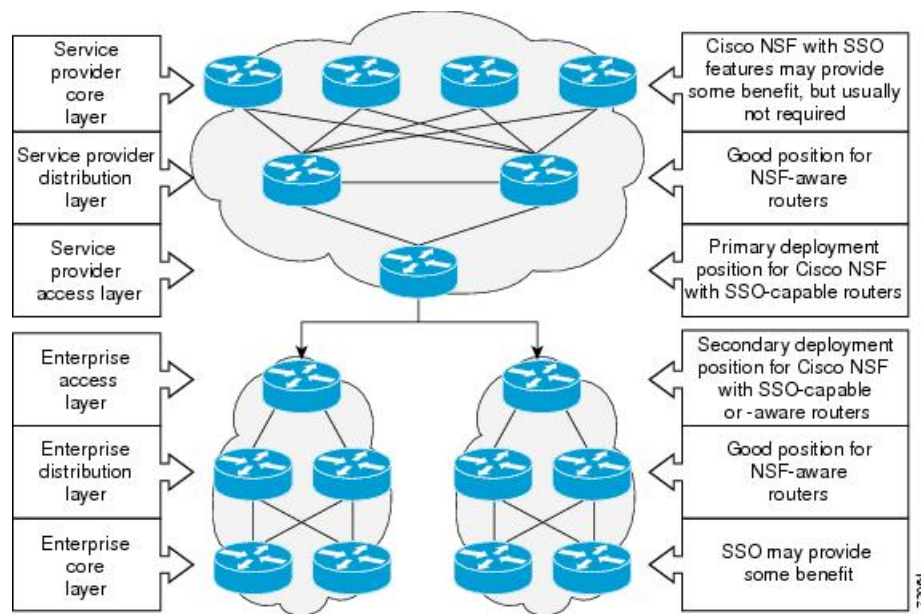 Service
provider
core
layer
Cisco NSF with SSO
features may provide
some benefit, but usually
not required
Service provider
distribution
layer
Good position for
NSF-aware
routers
Service
provider
access layer
Primary deployment
position for Cisco NSF
with SSO-capable routers
Enterprise
access
layer
Secondary deployment
position for Cisco NSF
with SSO-capable
or -aware routers
Enterprise
distribution
layer
Good position for
NSF-aware
routers
Enterprise
core
layer
SSO may provide
some benefit